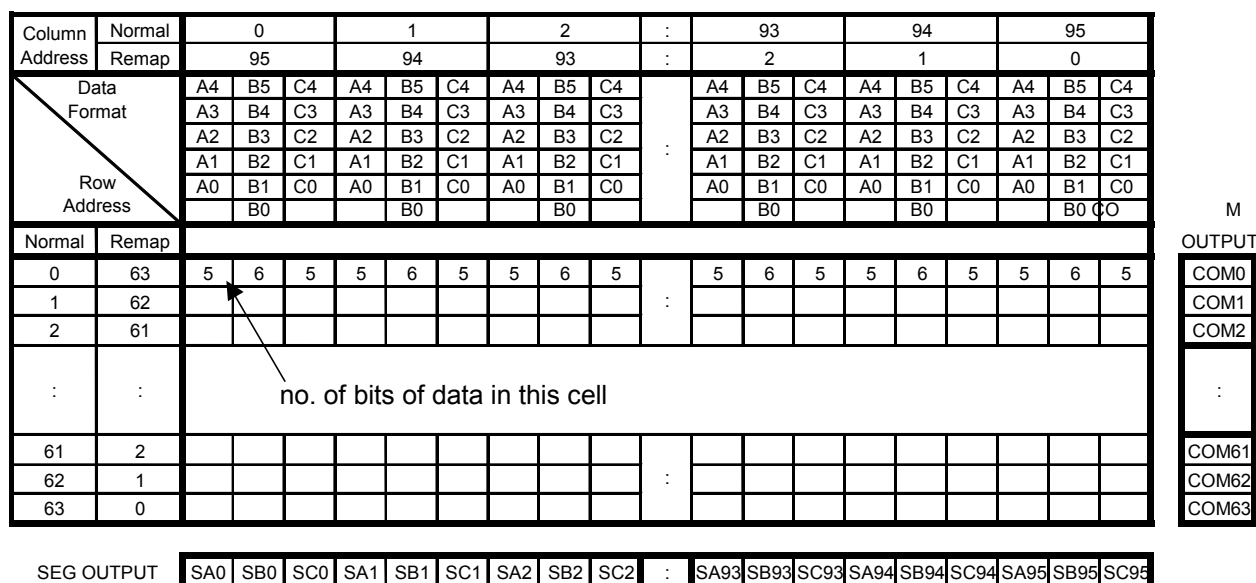 Column Normal 0 1 2 : 93 94 95
Address Remap 95 94 93 : 2 1 0
Data A4 B5 C4 A4 B5 C4 A4 B5 C4 A4 B5 C4 A4 B5 C4 A4 B5 C4
Format A3 B4 C3 A3 B4 C3 A3 B4 C3 A3 B4 C3 A3 B4 C3 A3 B4 C3
A2 B3 C2 A2 B3 C2 A2 B3 C2 : A2 B3 C2 A2 B3 C2 A2 B3 C2
A1 B2 C1 A1 B2 C1 A1 B2 C1 A1 B2 C1 A1 B2 C1 A1 B2 C1
Row A0 B1 C0 A0 B1 C0 A0 B1 C0 A0 B1 C0 A0 B1 C0 A0 B1 C0
Address B0 B0 B0 B0 B0 B0 CO M
Normal Remap OUTPUT
0 63 5 6 5 5 6 5 5 6 5 5 6 5 5 6 5 5 6 5 COM0
1 62 : COM1
2 61 COM2
: : no. of bits of data in this cell :
61 2 COM61
62 1 : COM62
63 0 COM63
SEG OUTPUT SA0 SB0 SC0 SA1 SB1 SC1 SA2 SB2 SC2 : SA93 SB93 SC93 SA94 SB94 SC94 SA95 SB95 SC95